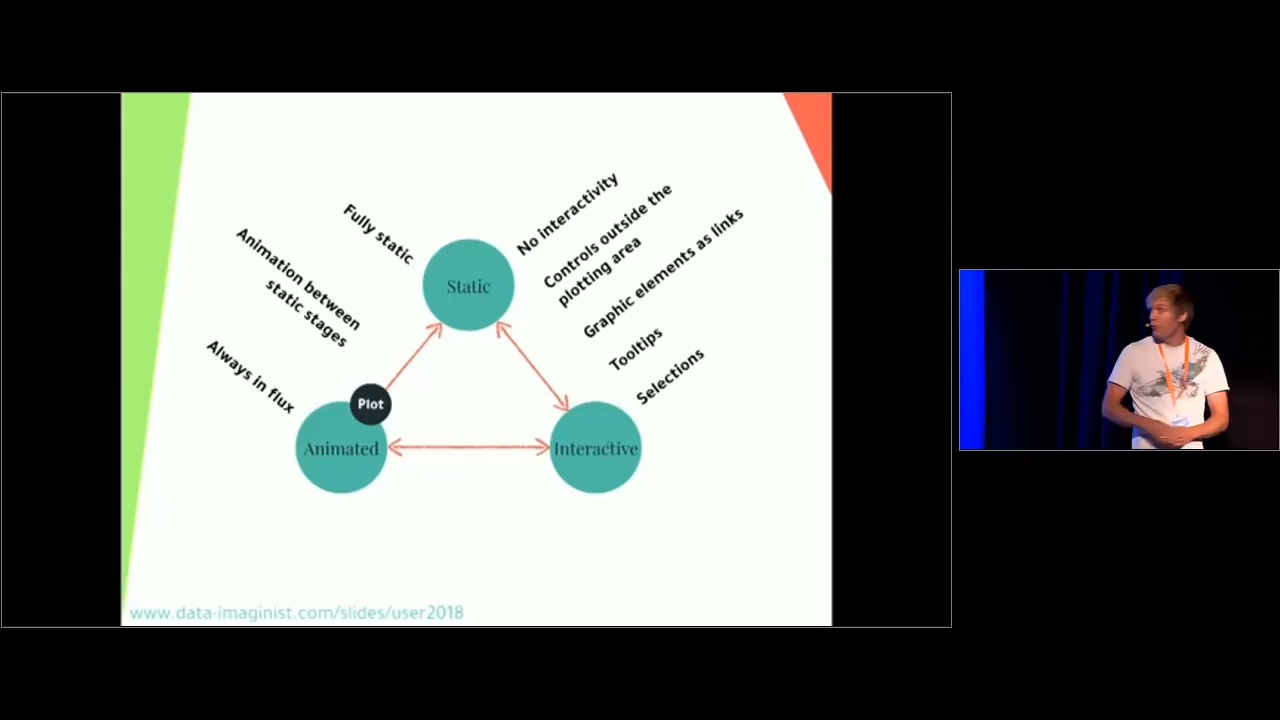 No interactivity
Controls outside the
plotting area
Graphic elements as links
Tooltips
Selections
Fully static
Animation between
static stages
Always in flux
Static
Plot
Animated
Interactive
www.data-imaginist.com/slides/user2018